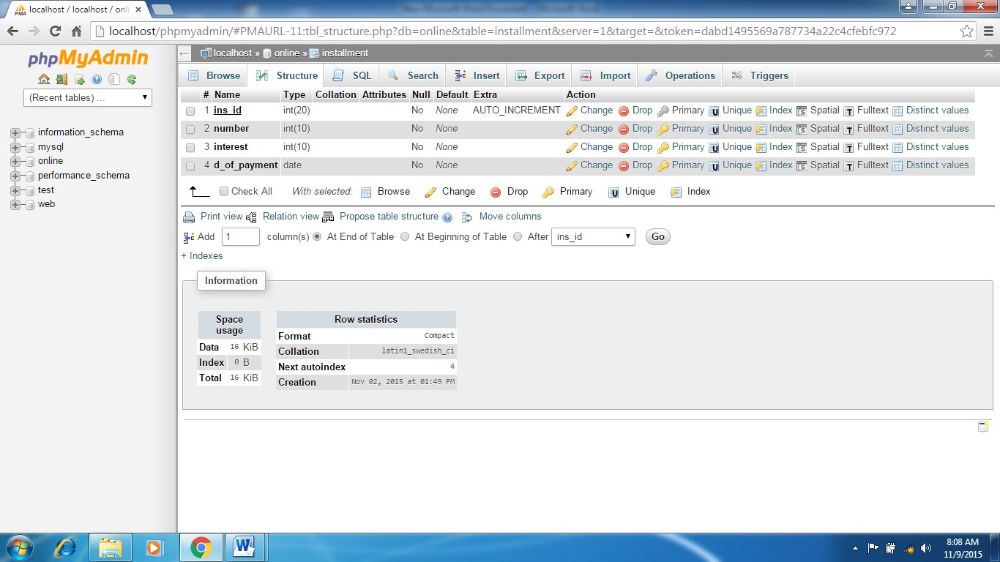 localhost / localhost / onli
New Microsoft Word Document - Microsoft Word
localhost/phpmyadmin/#PMAURL-11:tbl_structure.php?db=online&table=installment&server=1&target=&token=dabd1495569a787734a22c4cfebfc972
phpMyAdmin
(Recent tables) ...
information_schema
mysql
online
performance_schema
test
web
localhost » online » installment
Browse Structure SQL Search Insert Export Import Operations Triggers
# Name Type Collation Attributes Null Default Extra Action
1 ins_id int(20) No None AUTO_INCREMENT Change Drop Primary Unique Index Spatial Fulltext Distinct values
2 number int(10) No None Change Drop Primary Unique Index Spatial Fulltext Distinct values
3 interest int(10) No None Change Drop Primary Unique Index Spatial Fulltext Distinct values
4 d_of_payment date No None Change Drop Primary Unique Index Spatial Fulltext Distinct values
Check All With selected: Browse Change Drop Primary Unique Index
Print view Relation view Propose table structure Move columns
Add 1 column(s) At End of Table At Beginning of Table After ins_id Go
+ Indexes
Information
Space usage
Data 16 KiB
Index 0 B
Total 16 KiB
Row statistics
Format Compact
Collation latin1_swedish_ci
Next autoindex 4
Creation Nov 02, 2015 at 01:49 PM
8:08 AM
11/9/2015